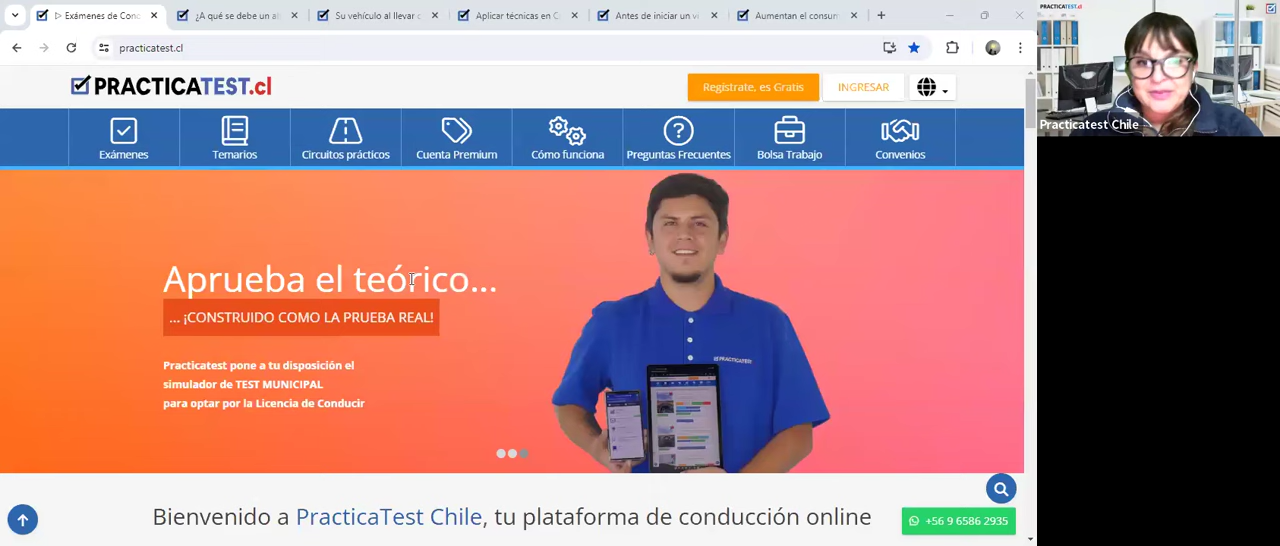 Exámenes de Conc
¿A qué se debe un alt
Su vehículo al llevar c
Aplicar técnicas en C
Antes de iniciar un vi
Aumentan el consum
practicatest.cl
PRACTICATEST.cl
Regístrate, es Gratis
INGRESAR
Exámenes
Temarios
Circuitos prácticos
Cuenta Premium
Cómo funciona
Preguntas Frecuentes
Bolsa Trabajo
Convenios
Aprueba el teórico...
... ¡CONSTRUIDO COMO LA PRUEBA REAL!
Practicatest pone a tu disposición el
simulador de TEST MUNICIPAL
para optar por la Licencia de Conducir
PRACTICATEST
Bienvenido a PracticaTest Chile, tu plataforma de conducción online
+56 9 6586 2935
PRACTICATEST.cl
Practicatest Chile